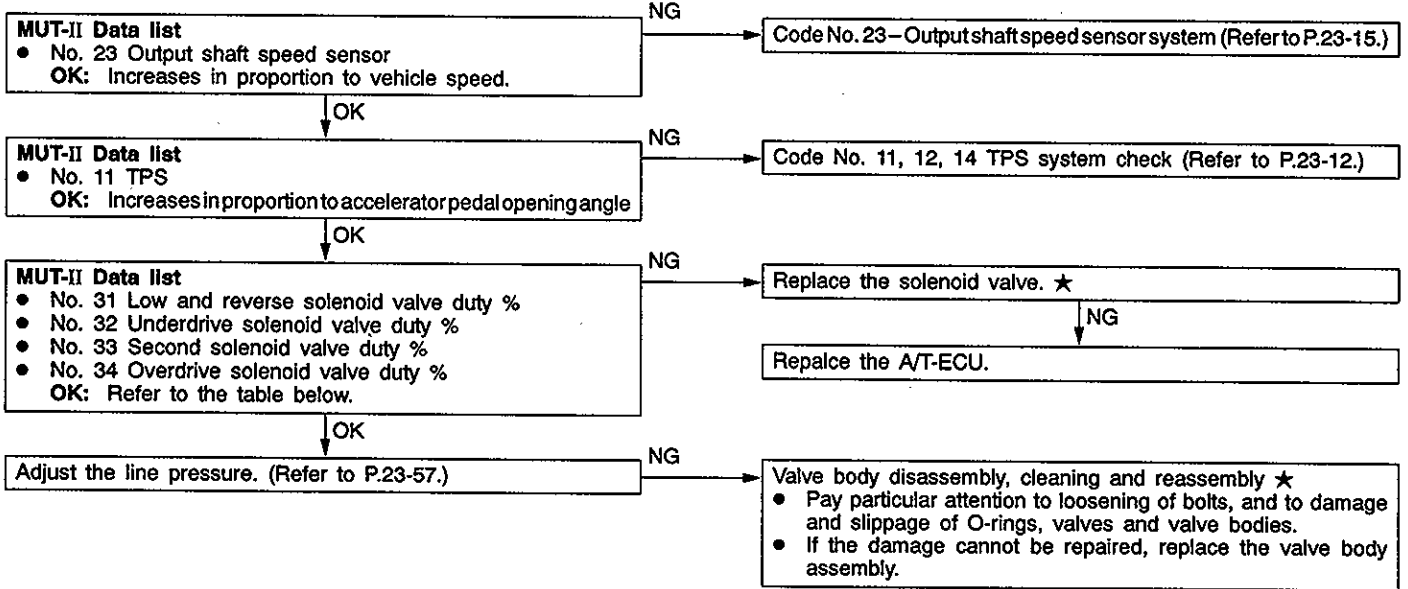 MUT-II Data list
● No. 23 Output shaft speed sensor
OK: Increases in proportion to vehicle speed.
NG
Code No. 23–Output shaft speed sensor system (Refer to P.23-15.)
OK
MUT-II Data list
● No. 11 TPS
OK: Increases in proportion to accelerator pedal opening angle
NG
Code No. 11, 12, 14 TPS system check (Refer to P.23-12.)
OK
MUT-II Data list
● No. 31 Low and reverse solenoid valve duty %
● No. 32 Underdrive solenoid valve duty %
● No. 33 Second solenoid valve duty %
● No. 34 Overdrive solenoid valve duty %
OK: Refer to the table below.
NG
Replace the solenoid valve. ★
NG
Repalce the A/T-ECU.
OK
Adjust the line pressure. (Refer to P.23-57.)
NG
Valve body disassembly, cleaning and reassembly ★
● Pay particular attention to loosening of bolts, and to damage
and slippage of O-rings, valves and valve bodies.
● If the damage cannot be repaired, replace the valve body
assembly.